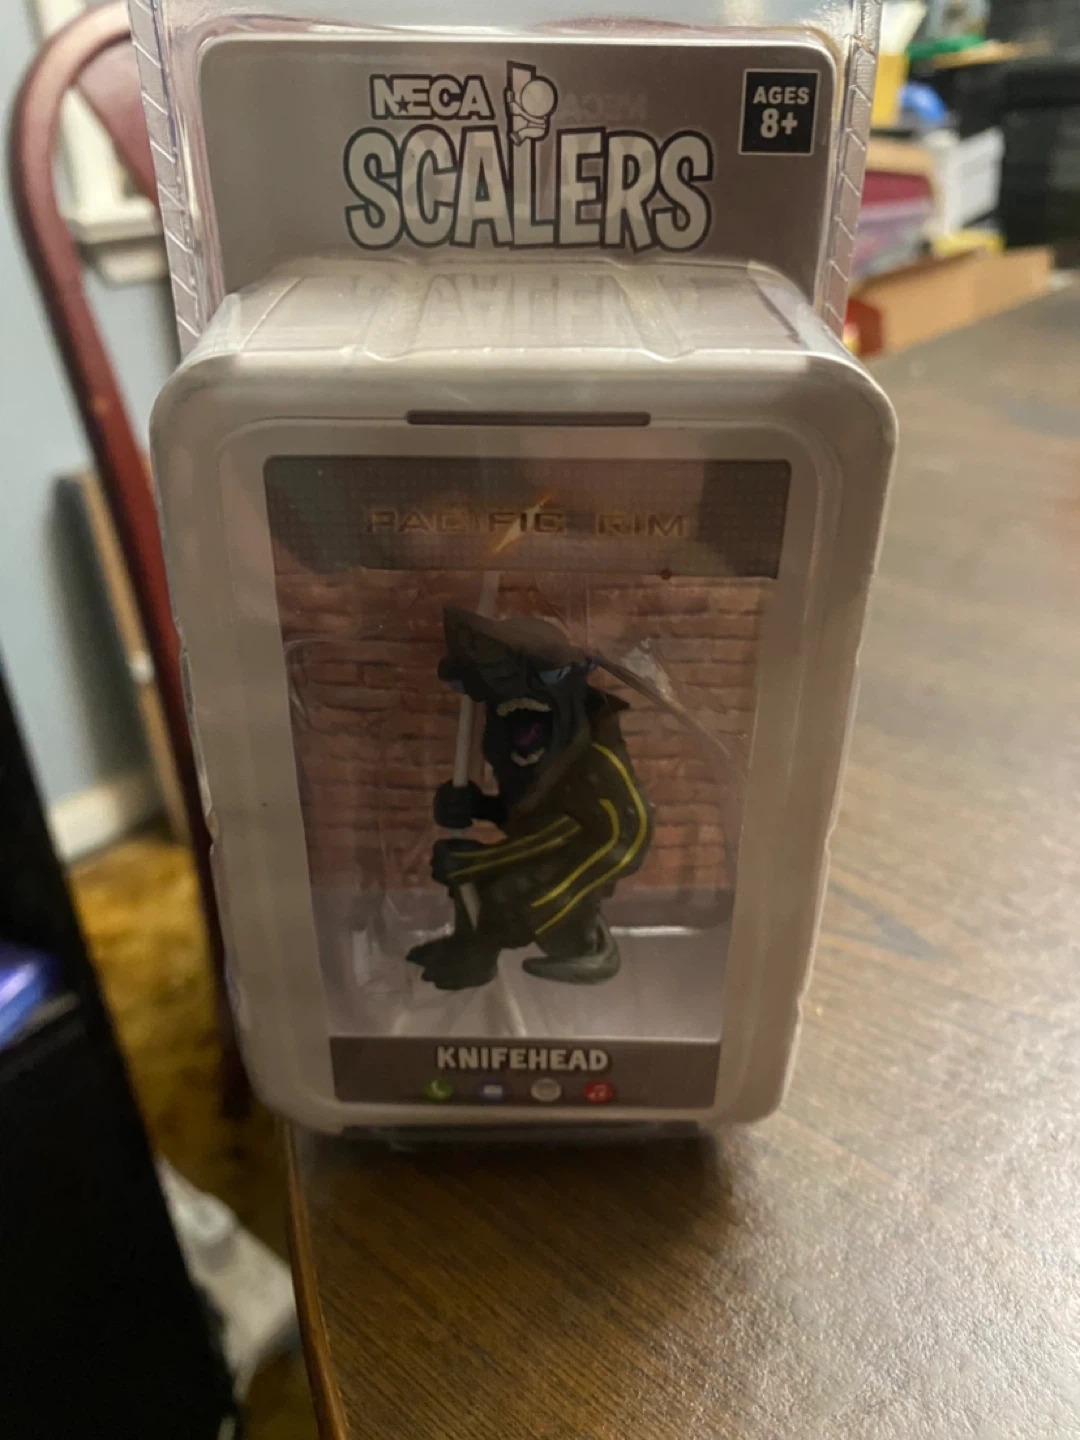 NECA
SCALERS
AGES
8+
PACIFIC RIM
KNIFEHEAD